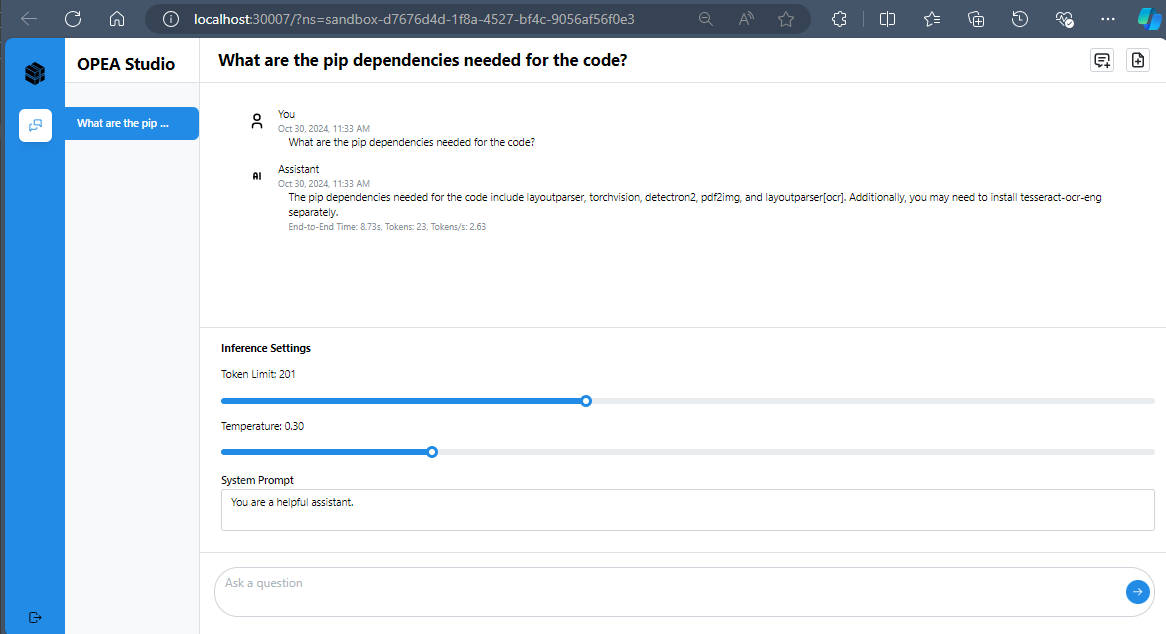 localhost:30007/?ns=sandbox-d7676d4d-1f8a-4527-bf4c-9056af56f0e3
OPEA Studio
What are the pip dependencies needed for the code?
What are the pip ...
You
Oct 30, 2024, 11:33 AM
What are the pip dependencies needed for the code?
AI
Assistant
Oct 30, 2024, 11:33 AM
The pip dependencies needed for the code include layoutparser, torchvision, detectron2, pdf2img, and layoutparser[ocr]. Additionally, you may need to install tesseract-ocr-eng
separately.
End-to-End Time: 8.73s, Tokens: 23, Tokens/s: 2.63
Inference Settings
Token Limit: 201
Temperature: 0.30
System Prompt
You are a helpful assistant.
Ask a question